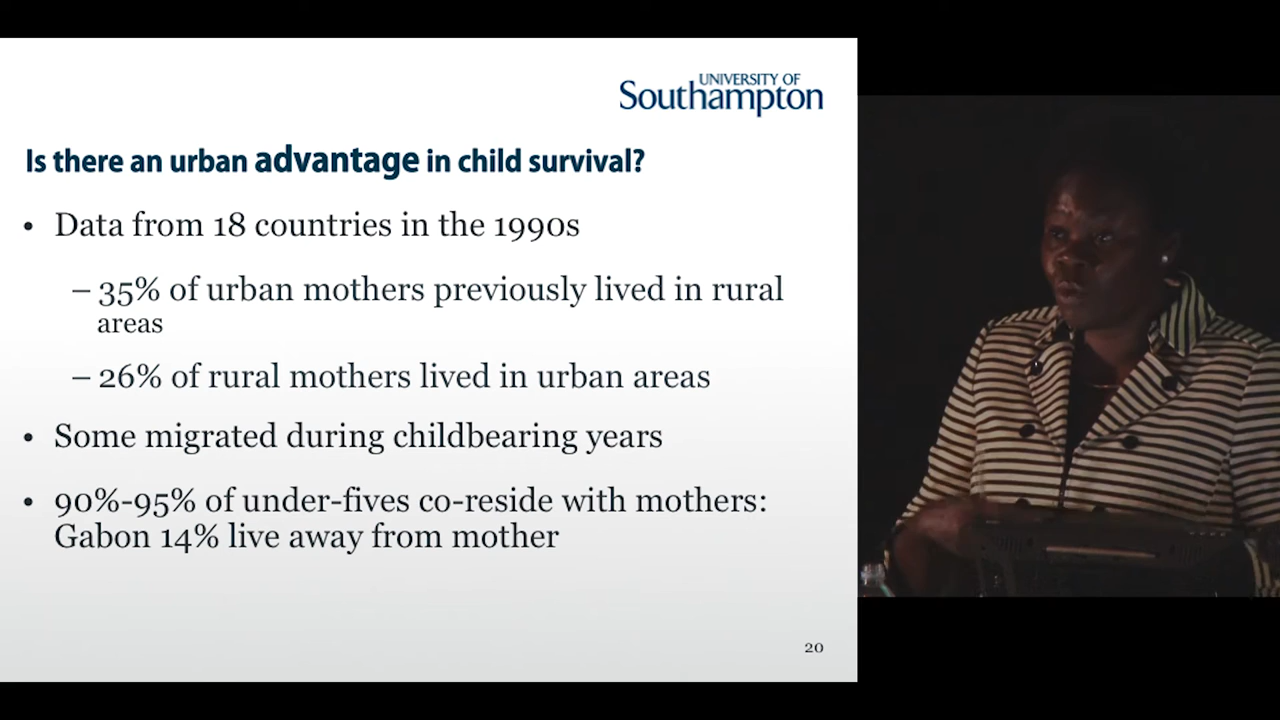 UNIVERSITY OF
Southampton
Is there an urban advantage in child survival?
• Data from 18 countries in the 1990s
– 35% of urban mothers previously lived in rural
areas
– 26% of rural mothers lived in urban areas
• Some migrated during childbearing years
• 90%-95% of under-fives co-reside with mothers:
Gabon 14% live away from mother
20